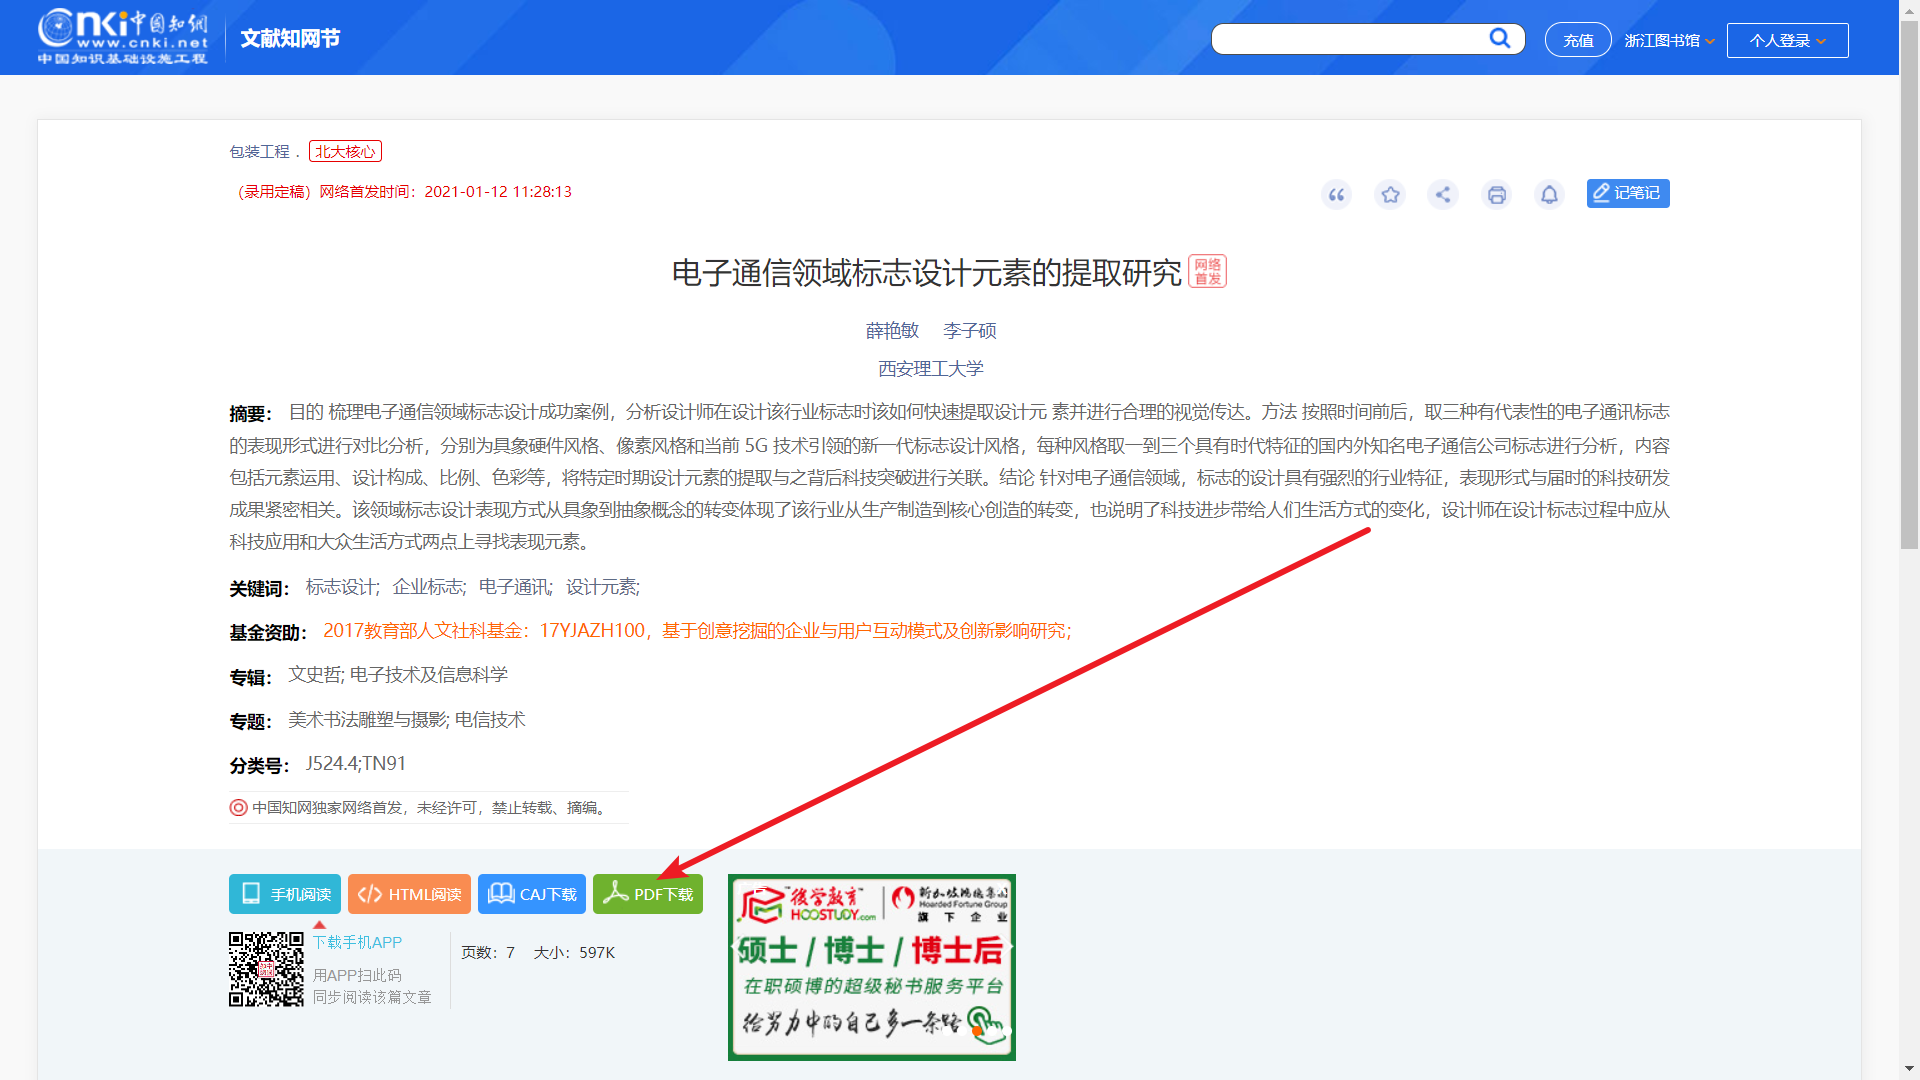 Cnki中国知网
www.cnki.net
中国知识基础设施工程
文献知网节
充值
浙江图书馆
个人登录
包装工程 .
北大核心
（录用定稿）网络首发时间：2021-01-12 11:28:13
记笔记
电子通信领域标志设计元素的提取研究
网络
首发
薛艳敏 李子硕
西安理工大学
摘要： 目的 梳理电子通信领域标志设计成功案例，分析设计师在设计该行业标志时该如何快速提取设计元 素并进行合理的视觉传达。方法 按照时间前后，取三种有代表性的电子通讯标志
的表现形式进行对比分析，分别为具象硬件风格、像素风格和当前 5G 技术引领的新一代标志设计风格，每种风格取一到三个具有时代特征的国内外知名电子通信公司标志进行分析，内容
包括元素运用、设计构成、比例、色彩等，将特定时期设计元素的提取与之背后科技突破进行关联。结论 针对电子通信领域，标志的设计具有强烈的行业特征，表现形式与届时的科技研发
成果紧密相关。该领域标志设计表现方式从具象到抽象概念的转变体现了该行业从生产制造到核心创造的转变，也说明了科技进步带给人们生活方式的变化，设计师在设计标志过程中应从
科技应用和大众生活方式两点上寻找表现元素。
关键词： 标志设计; 企业标志; 电子通讯; 设计元素;
基金资助： 2017教育部人文社科基金：17YJAZH100，基于创意挖掘的企业与用户互动模式及创新影响研究;
专辑： 文史哲; 电子技术及信息科学
专题： 美术书法雕塑与摄影; 电信技术
分类号： J524.4;TN91
中国知网独家网络首发，未经许可，禁止转载、摘编。
手机阅读
HTML阅读
CAJ下载
PDF下载
下载手机APP
用APP扫此码
同步阅读该篇文章
页数：7 大小：597K
後学教育
HOOSTUDY.com
新加坡鸿儒集团
Hoarded Fortune Group
旗下企业
硕士 / 博士 / 博士后
在职硕博的超级秘书服务平台
给努力中的自己多一条路